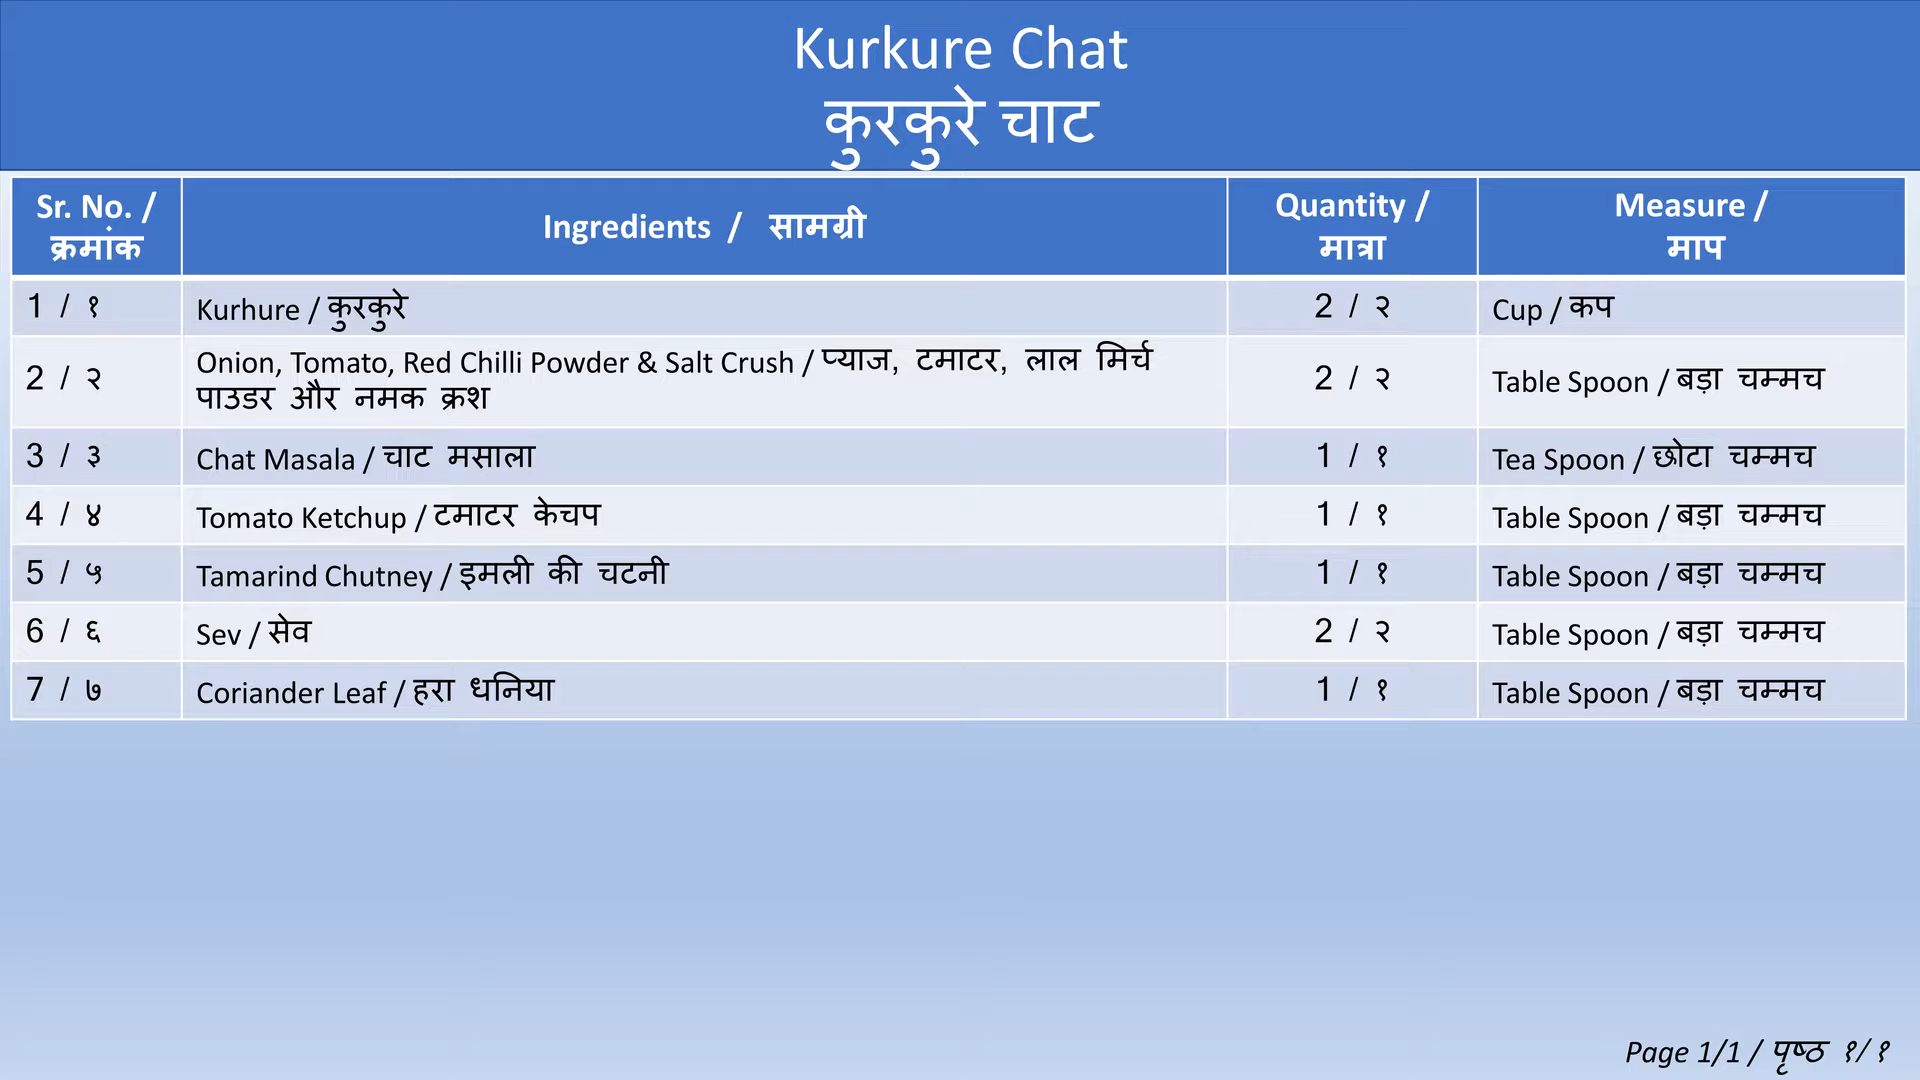 Kurkure Chat
कुरकुरे चाट
Sr. No. /
क्रमांक
Ingredients / सामग्री
Quantity /
मात्रा
Measure /
माप
1 / १ Kurhure / कुरकुरे 2 / २ Cup / कप
2 / २ Onion, Tomato, Red Chilli Powder & Salt Crush / प्याज, टमाटर, लाल मिर्च
पाउडर और नमक क्रश 2 / २ Table Spoon / बड़ा चम्मच
3 / ३ Chat Masala / चाट मसाला 1 / १ Tea Spoon / छोटा चम्मच
4 / ४ Tomato Ketchup / टमाटर केचप 1 / १ Table Spoon / बड़ा चम्मच
5 / ५ Tamarind Chutney / इमली की चटनी 1 / १ Table Spoon / बड़ा चम्मच
6 / ६ Sev / सेव 2 / २ Table Spoon / बड़ा चम्मच
7 / ७ Coriander Leaf / हरा धनिया 1 / १ Table Spoon / बड़ा चम्मच
Page 1/1 / पृष्ठ १/१